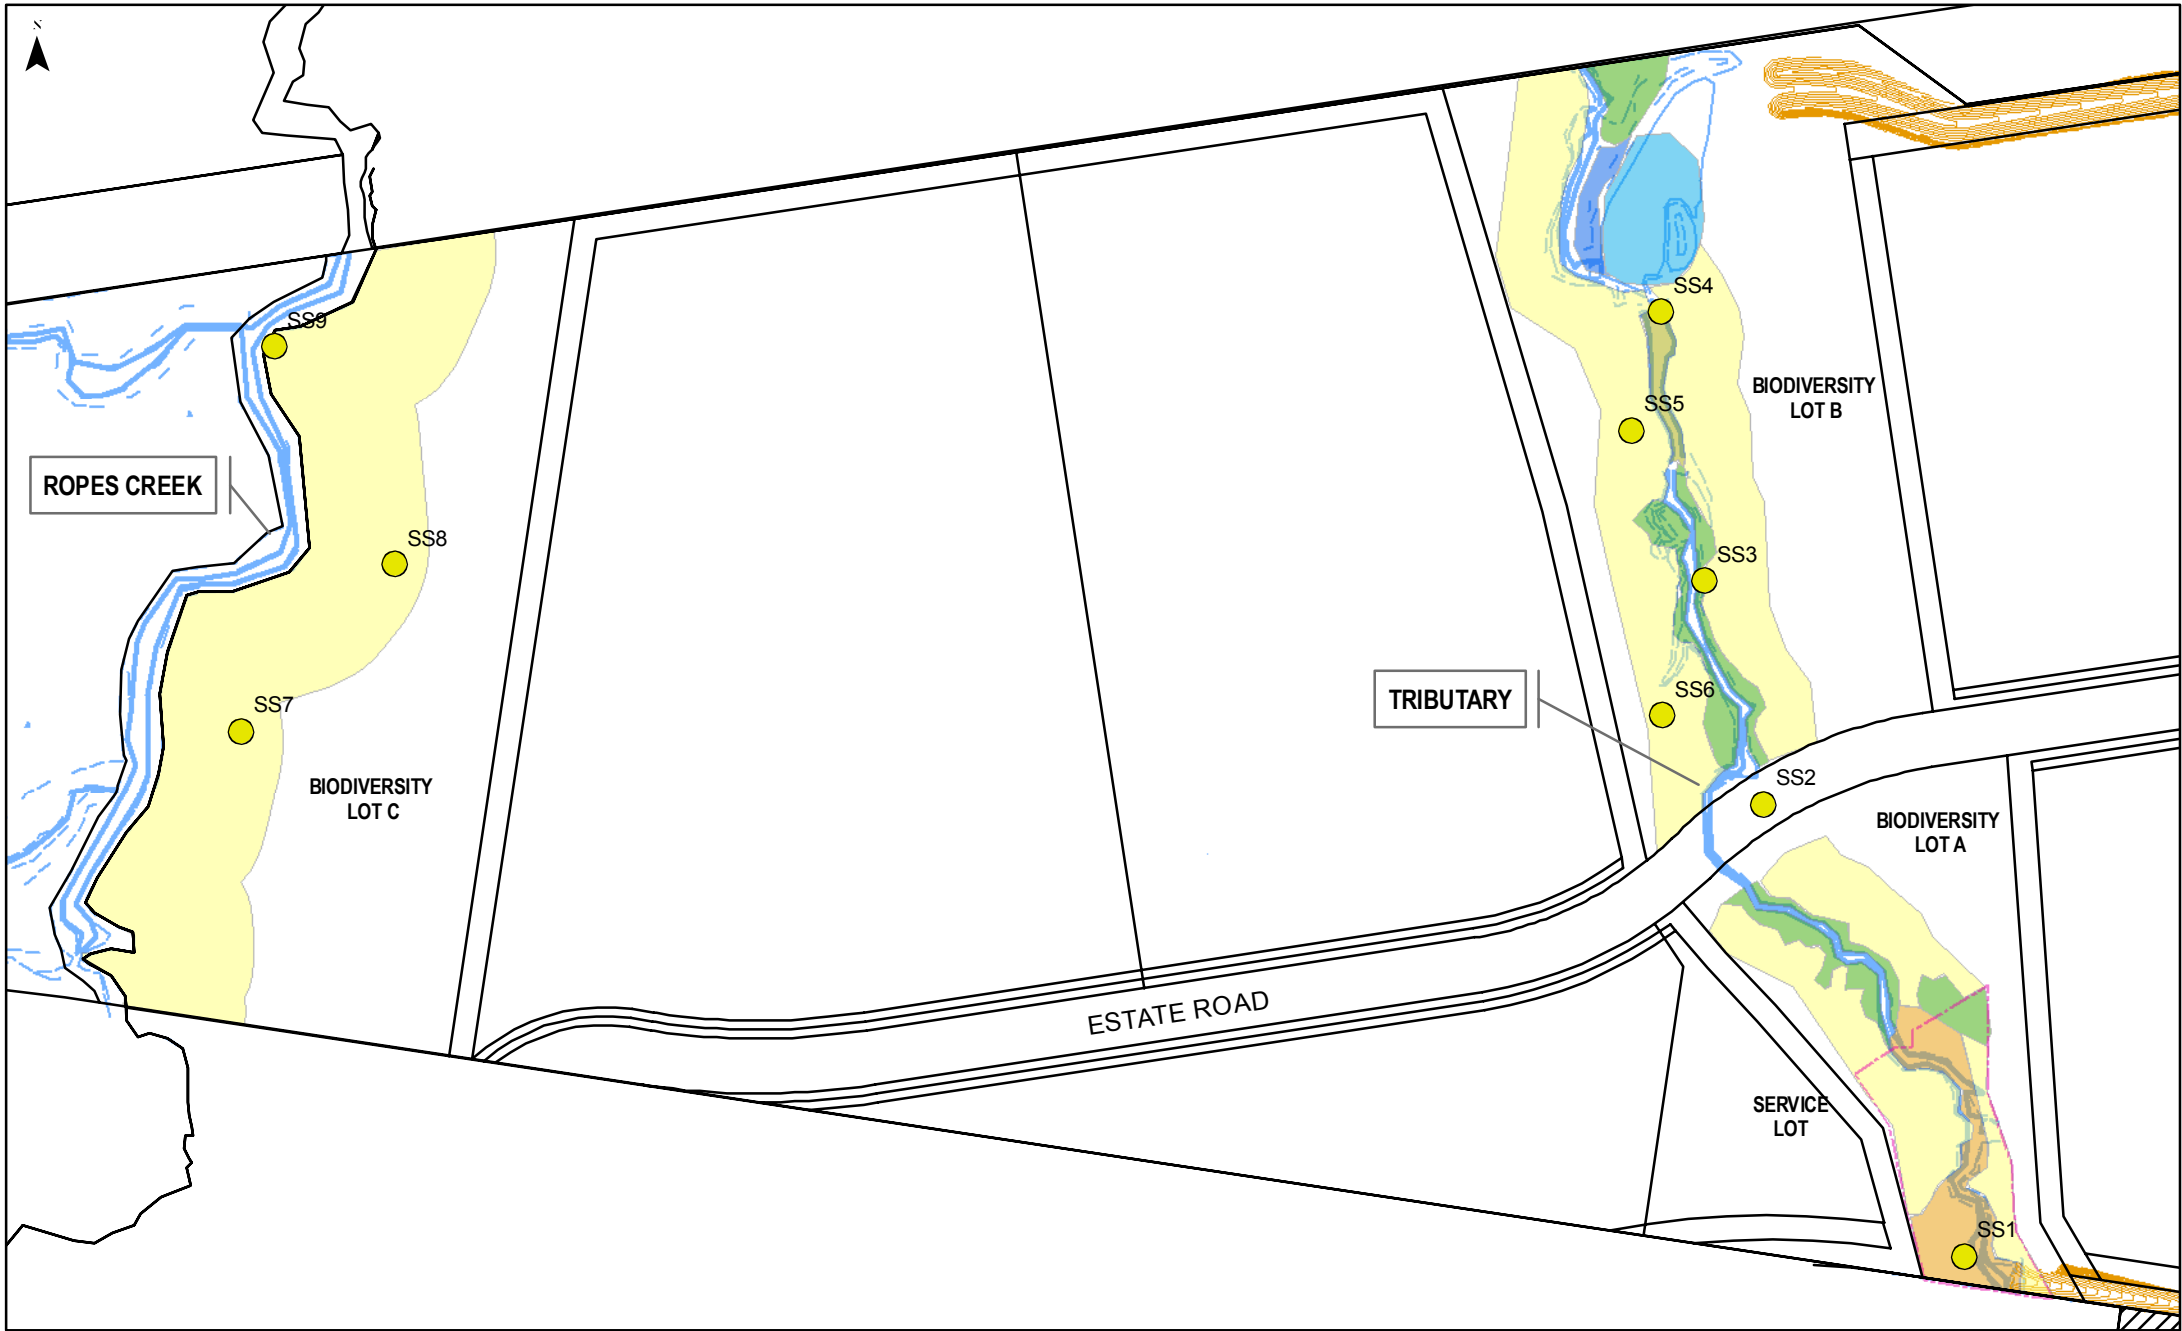 N
SS9
SS4
BIODIVERSITY
LOT B
SS5
ROPES CREEK
SS8
SS3
TRIBUTARY
SS6
SS7
SS2
BIODIVERSITY
LOT C
BIODIVERSITY
LOT A
ESTATE ROAD
SERVICE
LOT
SS1